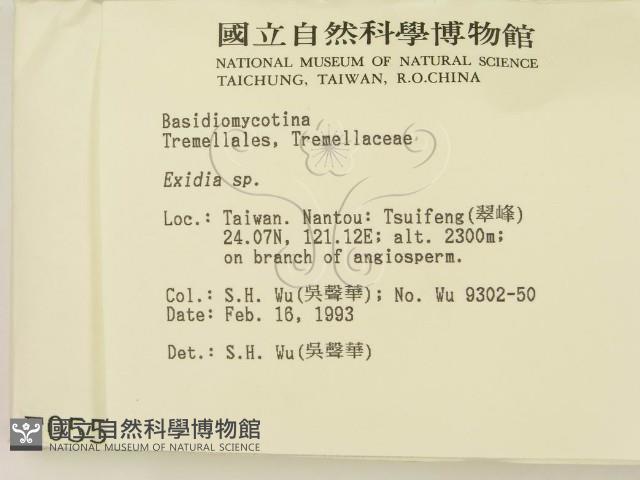 國立自然科學博物館
NATIONAL MUSEUM OF NATURAL SCIENCE
TAICHUNG, TAIWAN, R.O.CHINA
Basidiomycotina
Tremellales, Tremellaceae
Exidia sp.
Loc.: Taiwan. Nantou: Tsuifeng(翠峰)
24.07N, 121.12E; alt. 2300m;
on branch of angiosperm.
Col.: S.H. Wu(吳聲華); No. Wu 9302-50
Date: Feb. 16, 1993
Det.: S.H. Wu(吳聲華)
國立自然科學博物館
NATIONAL MUSEUM OF NATURAL SCIENCE